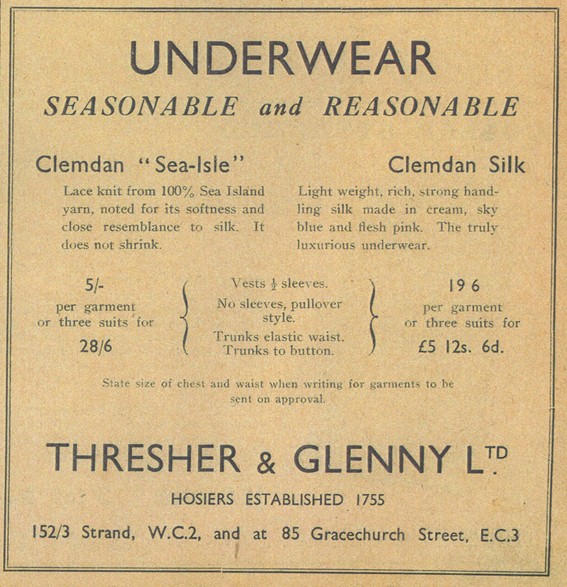 UNDERWEAR
SEASONABLE and REASONABLE
Clemdan "Sea-Isle"
Lace knit from 100% Sea Island
yarn, noted for its softness and
close resemblance to silk. It
does not shrink.
Clemdan Silk
Light weight, rich, strong hand-
ling silk made in cream, sky
blue and flesh pink. The truly
luxurious underwear.
5/-
per garment
or three suits for
28/6
Vests ½ sleeves.
No sleeves, pullover
style.
Trunks elastic waist.
Trunks to button.
19 6
per garment
or three suits for
£5 12s. 6d.
State size of chest and waist when writing for garments to be
sent on approval.
THRESHER & GLENNY LTD.
HOSIERS ESTABLISHED 1755
152/3 Strand, W.C.2, and at 85 Gracechurch Street, E.C.3